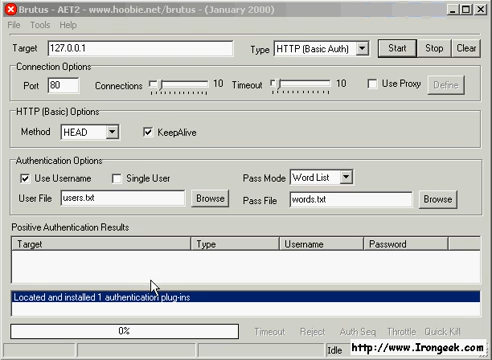 Brutus - AET2 - www.hoobie.net/brutus - (January 2000)
File Tools Help
Target 127.0.0.1 Type HTTP (Basic Auth) Start Stop Clear
Connection Options
Port 80 Connections 10 Timeout 10 Use Proxy Define
HTTP (Basic) Options
Method HEAD KeepAlive
Authentication Options
Use Username Single User Pass Mode Word List
User File users.txt Browse Pass File words.txt Browse
Positive Authentication Results
Target Type Username Password
Located and installed 1 authentication plug-ins
0% Timeout Reject Auth Seq Throttle Quick Kill
Idle http://www.Irongeek.com